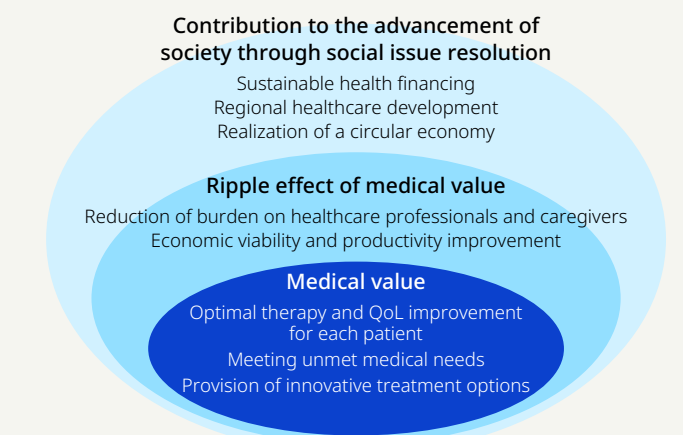 Contribution to the advancement of
society through social issue resolution
Sustainable health financing
Regional healthcare development
Realization of a circular economy
Ripple effect of medical value
Reduction of burden on healthcare professionals and caregivers
Economic viability and productivity improvement
Medical value
Optimal therapy and QoL improvement
for each patient
Meeting unmet medical needs
Provision of innovative treatment options